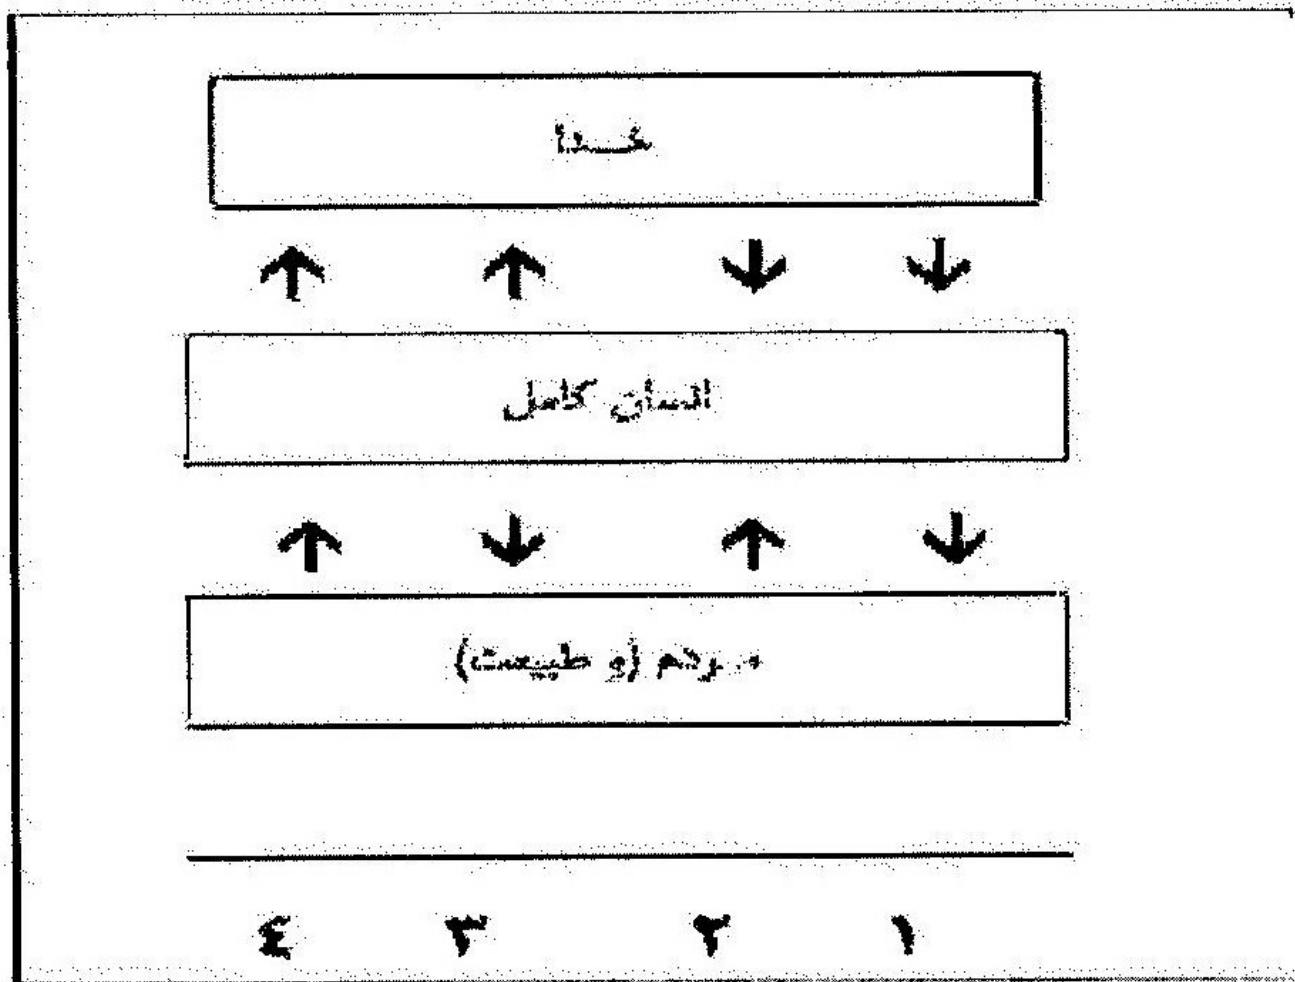 خدا
انسان کامل
مردم (و طبیعت)
١ ٢ ٣ ٤